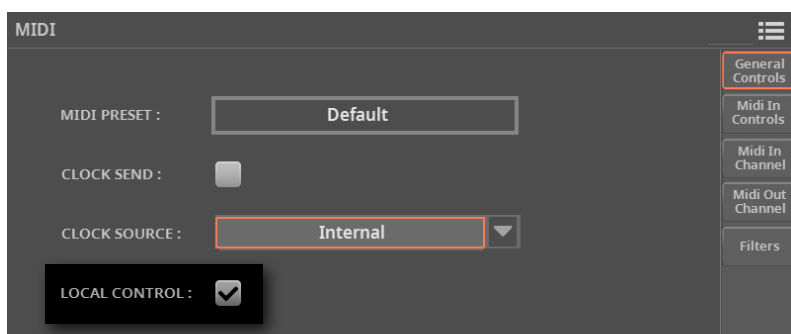 MIDI
General
Controls
MIDI PRESET :
Default
Midi In
Controls
CLOCK SEND :
Midi In
Channel
Midi Out
Channel
CLOCK SOURCE :
Internal
Filters
LOCAL CONTROL :